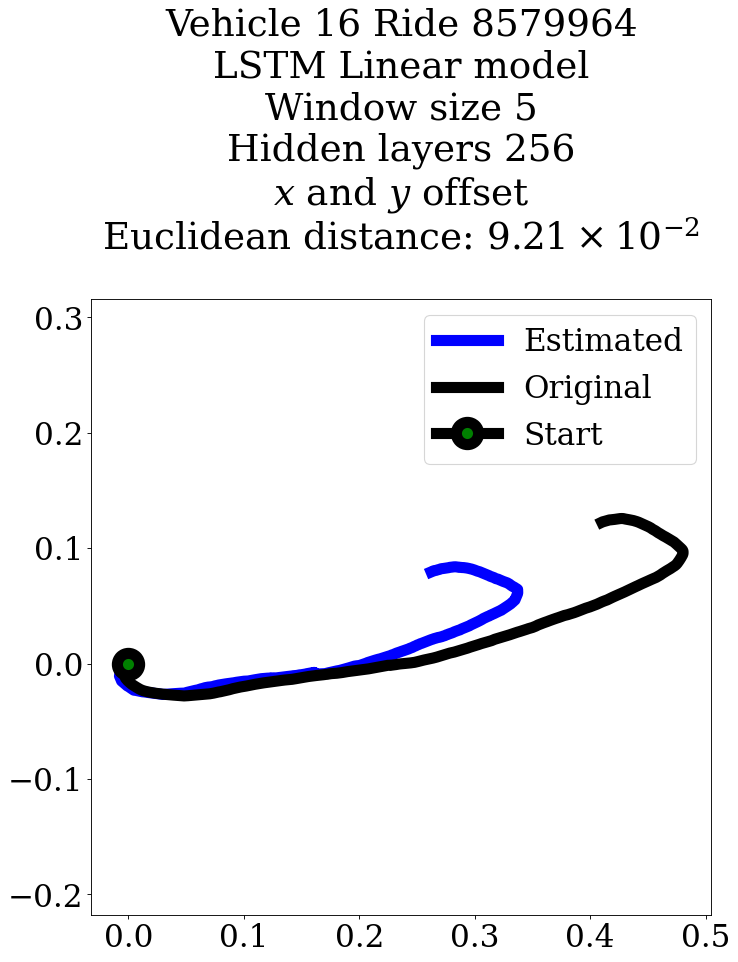 Vehicle 16 Ride 8579964
LSTM Linear model
Window size 5
Hidden layers 256
x and y offset
Euclidean distance: 9.21 × 10⁻²
Estimated
Original
Start
0.3
0.2
0.1
0.0
−0.1
−0.2
0.0 0.1 0.2 0.3 0.4 0.5